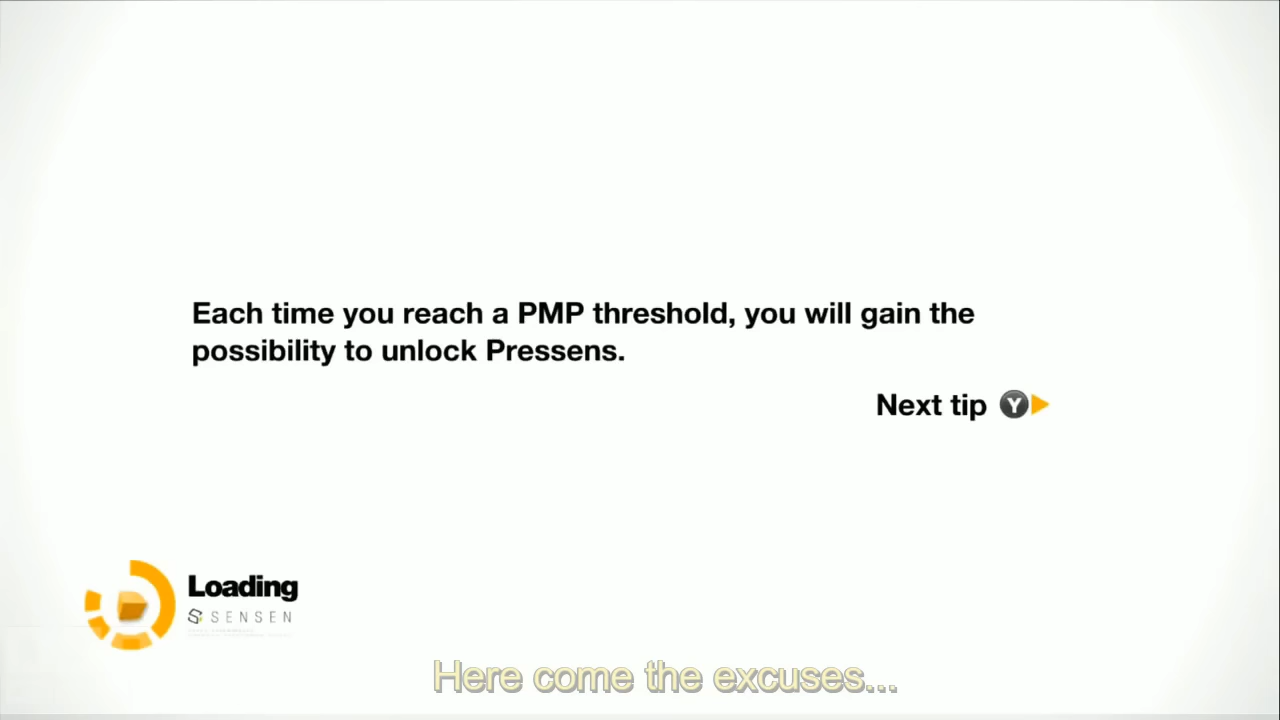 Each time you reach a PMP threshold, you will gain the
possibility to unlock Pressens.
Next tip Y
Loading
SENSEN
Here come the excuses...